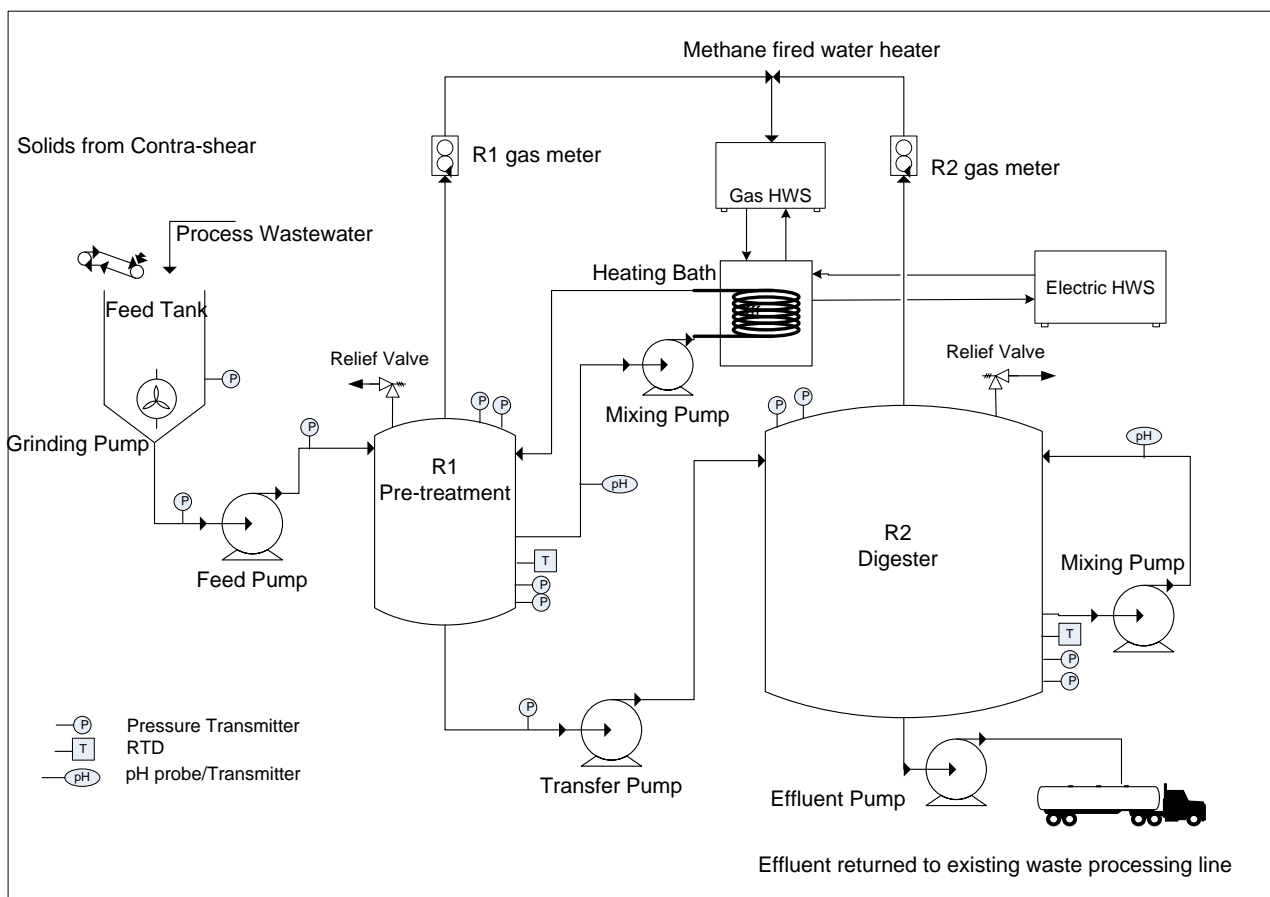 Methane fired water heater
Solids from Contra-shear
R1 gas meter
R2 gas meter
Gas HWS
Process Wastewater
Heating Bath
Electric HWS
Feed Tank
Relief Valve
Relief Valve
P
Mixing Pump
P
P
P
P
Grinding Pump
P
pH
R1
Pre-treatment
pH
P
R2
Digester
T
Feed Pump
Mixing Pump
P
P
T
P
P
P
P
Pressure Transmitter
T
RTD
pH
pH probe/Transmitter
Transfer Pump
Effluent Pump
Effluent returned to existing waste processing line